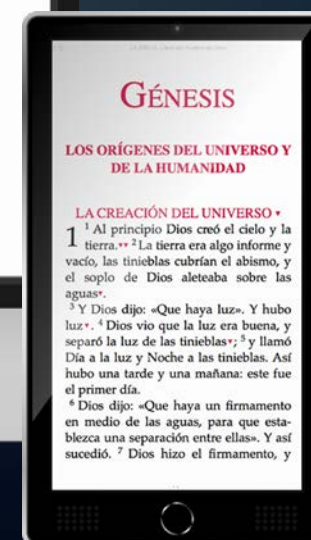 GÉNESIS
LOS ORÍGENES DEL UNIVERSO Y
DE LA HUMANIDAD
LA CREACIÓN DEL UNIVERSO ▾
1 ¹ Al principio Dios creó el cielo y la
tierra.▾▾ ² La tierra era algo informe y
vacío, las tinieblas cubrían el abismo, y
el soplo de Dios aleteaba sobre las
aguas▾.
³ Y Dios dijo: «Que haya luz». Y hubo
luz▾. ⁴ Dios vio que la luz era buena, y
separó la luz de las tinieblas▾; ⁵ y llamó
Día a la luz y Noche a las tinieblas. Así
hubo una tarde y una mañana: este fue
el primer día.
⁶ Dios dijo: «Que haya un firmamento
en medio de las aguas, para que esta-
blezca una separación entre ellas». Y así
sucedió. ⁷ Dios hizo el firmamento, y